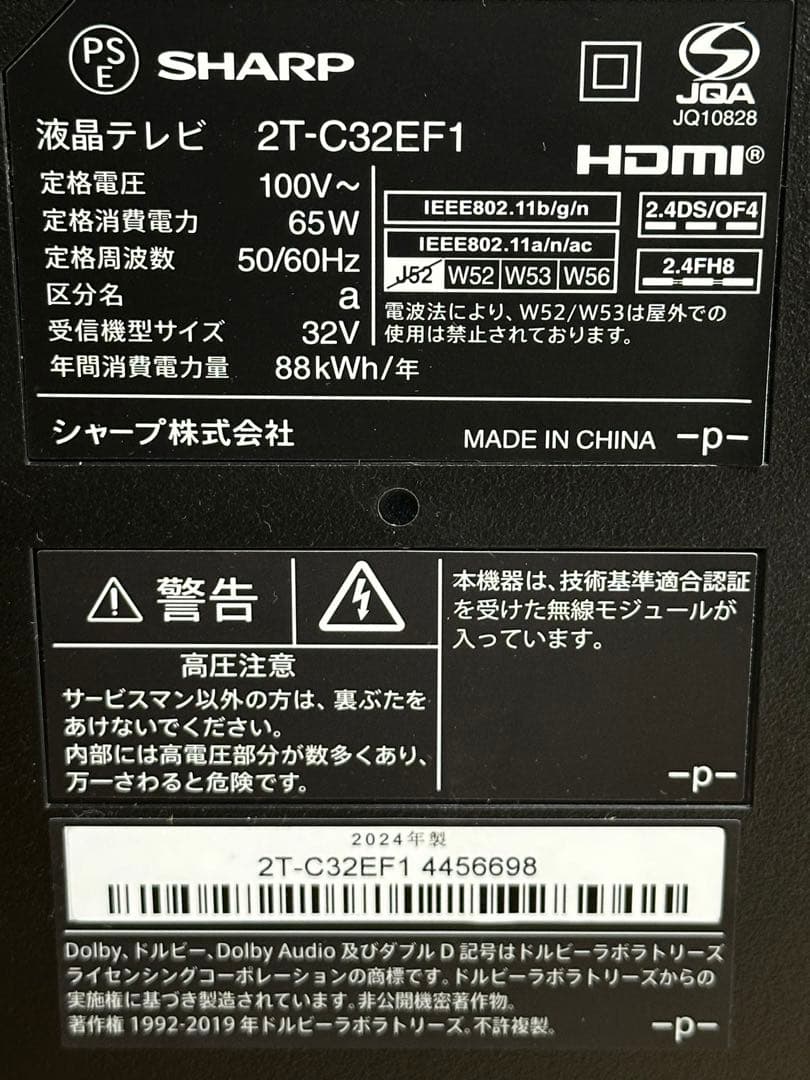 PSE SHARP
JQA
JQ10828
液晶テレビ 2T-C32EF1
HDMI®
定格電圧 100V～
定格消費電力 65W
定格周波数 50/60Hz
区分名 a
受信機型サイズ 32V
年間消費電力量 88kWh/年
IEEE802.11b/g/n
IEEE802.11a/n/ac
J52 W52 W53 W56
2.4DS/OF4
2.4FH8
電波法により、W52/W53は屋外での
使用は禁止されております。
シャープ株式会社 MADE IN CHINA -p-
警告
高圧注意
サービスマン以外の方は、裏ぶたを
あけないでください。
内部には高電圧部分が数多くあり、
万一さわると危険です。
本機器は、技術基準適合認証
を受けた無線モジュールが
入っています。
-p-
2024年製
2T-C32EF1 4456698
Dolby、ドルビー、Dolby Audio 及びダブル D 記号はドルビーラボラトリーズ
ライセンシングコーポレーションの商標です。ドルビーラボラトリーズからの
実施権に基づき製造されています。非公開機密著作物。
著作権 1992-2019 年ドルビーラボラトリーズ。不許複製。
-p-